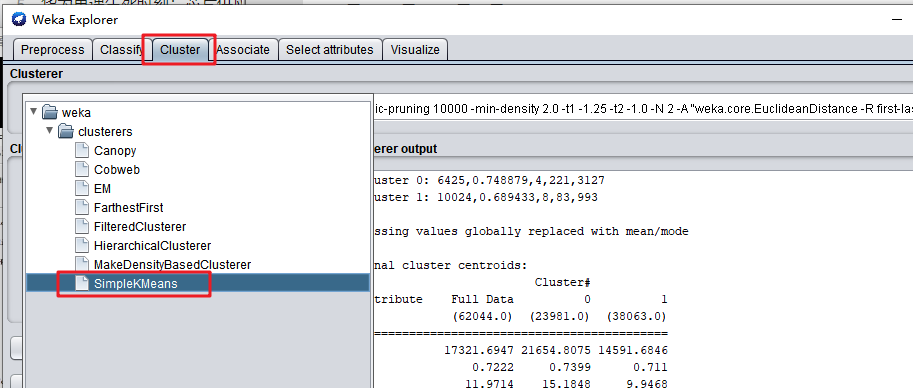 Weka Explorer
Preprocess Classify Cluster Associate Select attributes Visualize
Clusterer
ic-pruning 10000 -min-density 2.0 -t1 -1.25 -t2 -1.0 -N 2 -A "weka.core.EuclideanDistance -R first-las
weka
clusterers
Canopy
Cobweb
EM
FarthestFirst
FilteredClusterer
HierarchicalClusterer
MakeDensityBasedClusterer
SimpleKMeans
Cl
erer output
uster 0: 6425,0.748879,4,221,3127
uster 1: 10024,0.689433,8,83,993
ssing values globally replaced with mean/mode
nal cluster centroids:
Cluster#
tribute Full Data 0 1
(62044.0) (23981.0) (38063.0)
=====================================
17321.6947 21654.8075 14591.6846
0.7222 0.7399 0.711
11.9714 15.1848 9.9468